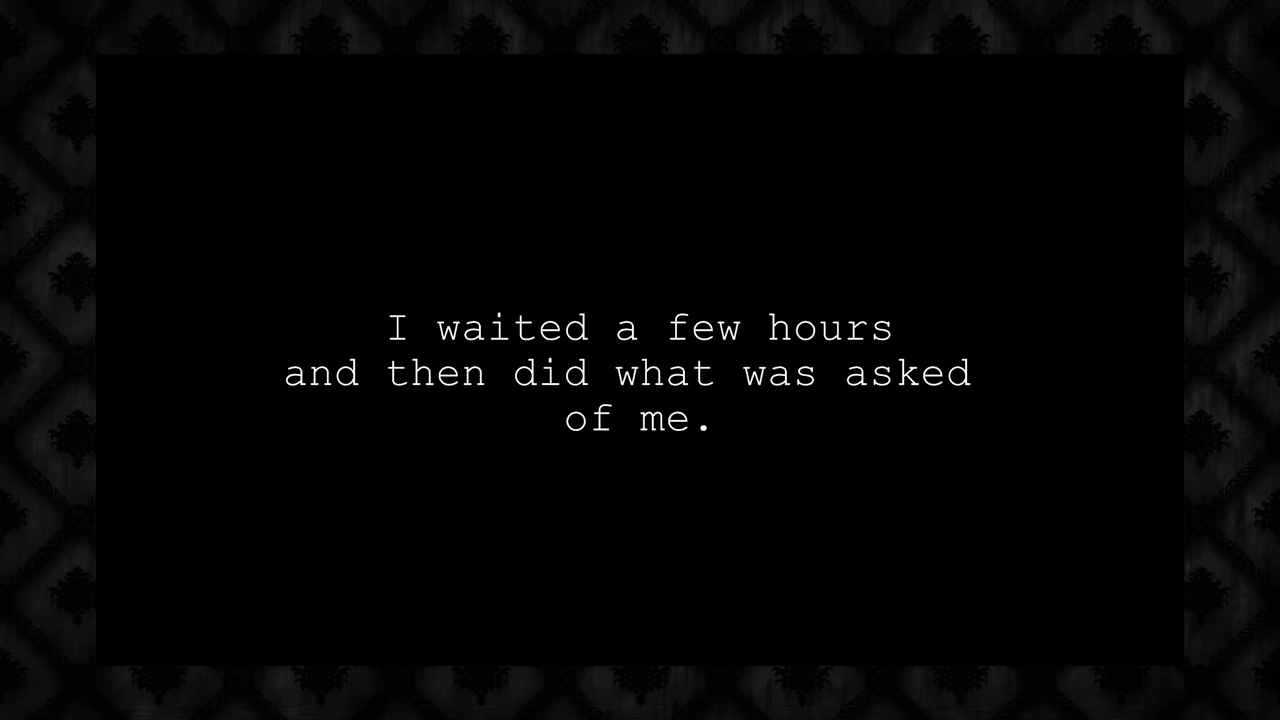 I waited a few hours
and then did what was asked
of me.